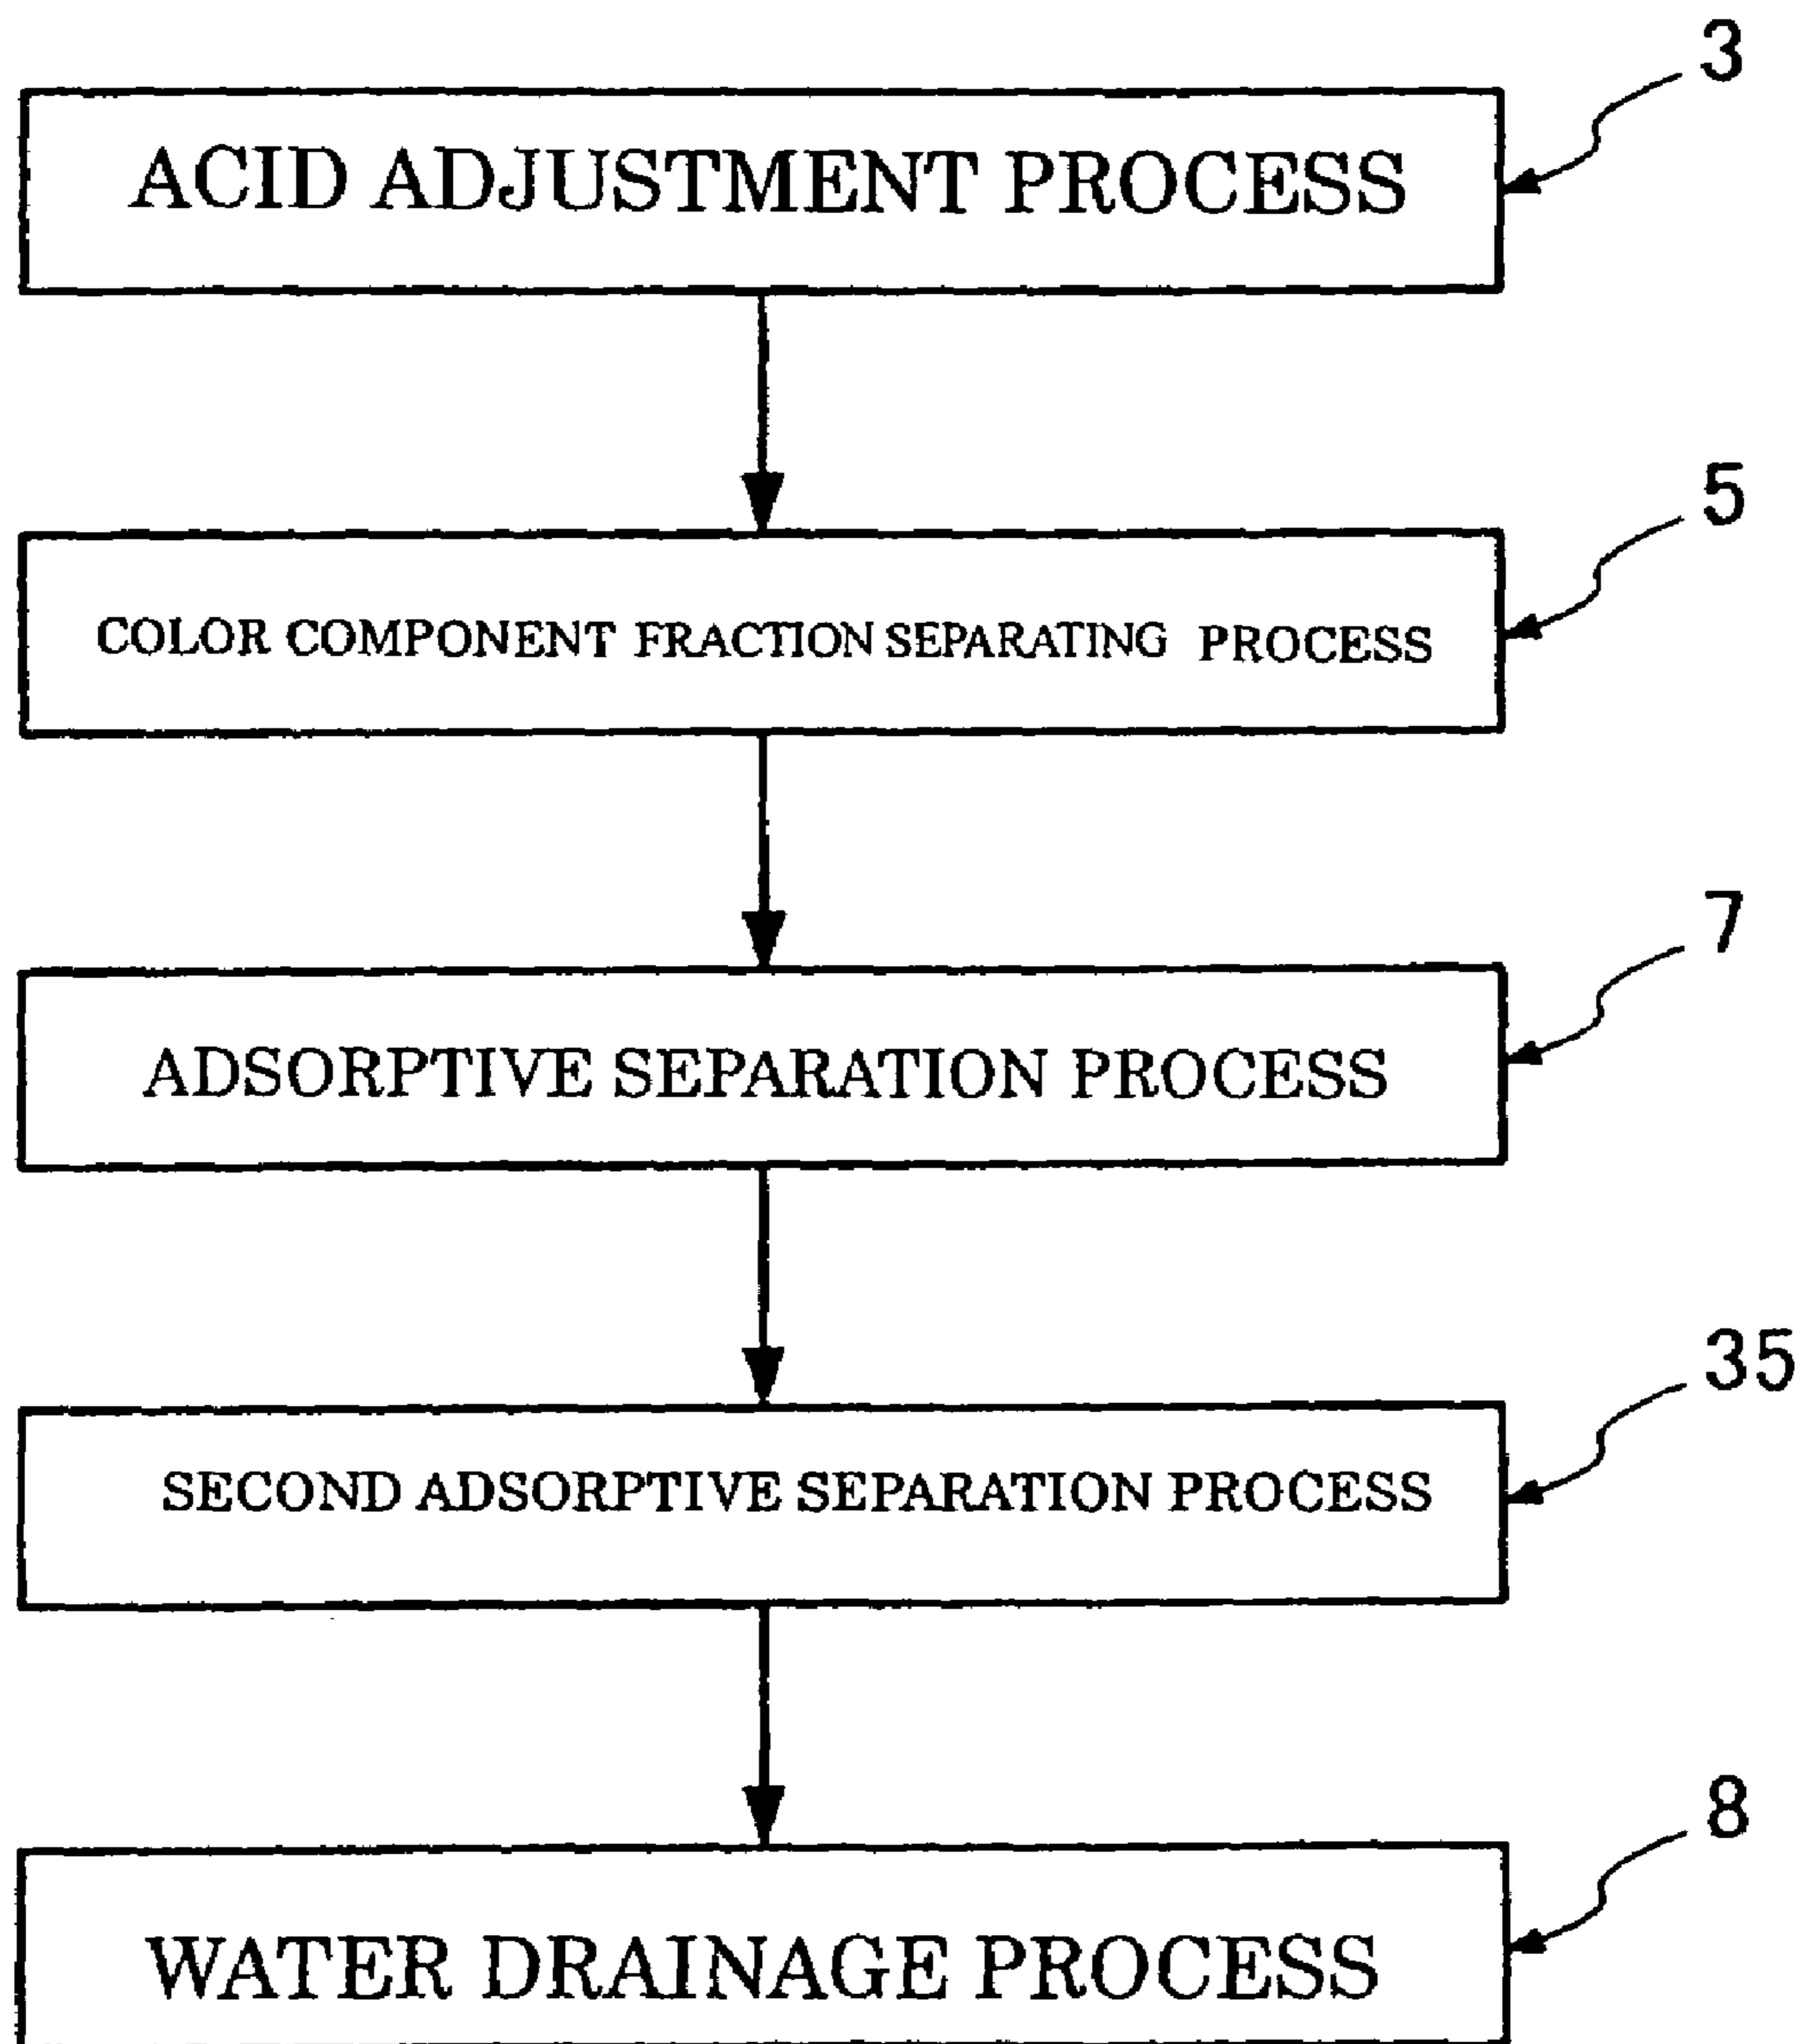 3
ACID ADJUSTMENT PROCESS
5
COLOR COMPONENT FRACTION SEPARATING PROCESS
7
ADSORPTIVE SEPARATION PROCESS
35
SECOND ADSORPTIVE SEPARATION PROCESS
8
WATER DRAINAGE PROCESS